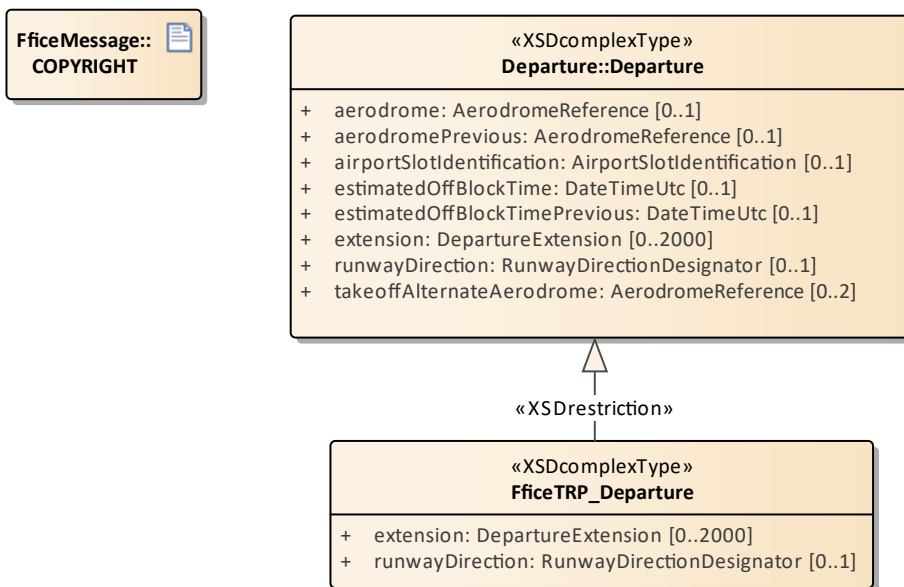 FficeMessage::
COPYRIGHT
«XSDcomplexType»
Departure::Departure
+ aerodrome: AerodromeReference [0..1]
+ aerodromePrevious: AerodromeReference [0..1]
+ airportSlotIdentification: AirportSlotIdentification [0..1]
+ estimatedOffBlockTime: DateTimeUtc [0..1]
+ estimatedOffBlockTimePrevious: DateTimeUtc [0..1]
+ extension: DepartureExtension [0..2000]
+ runwayDirection: RunwayDirectionDesignator [0..1]
+ takeoffAlternateAerodrome: AerodromeReference [0..2]
«XSDrestriction»
«XSDcomplexType»
FficeTRP_Departure
+ extension: DepartureExtension [0..2000]
+ runwayDirection: RunwayDirectionDesignator [0..1]